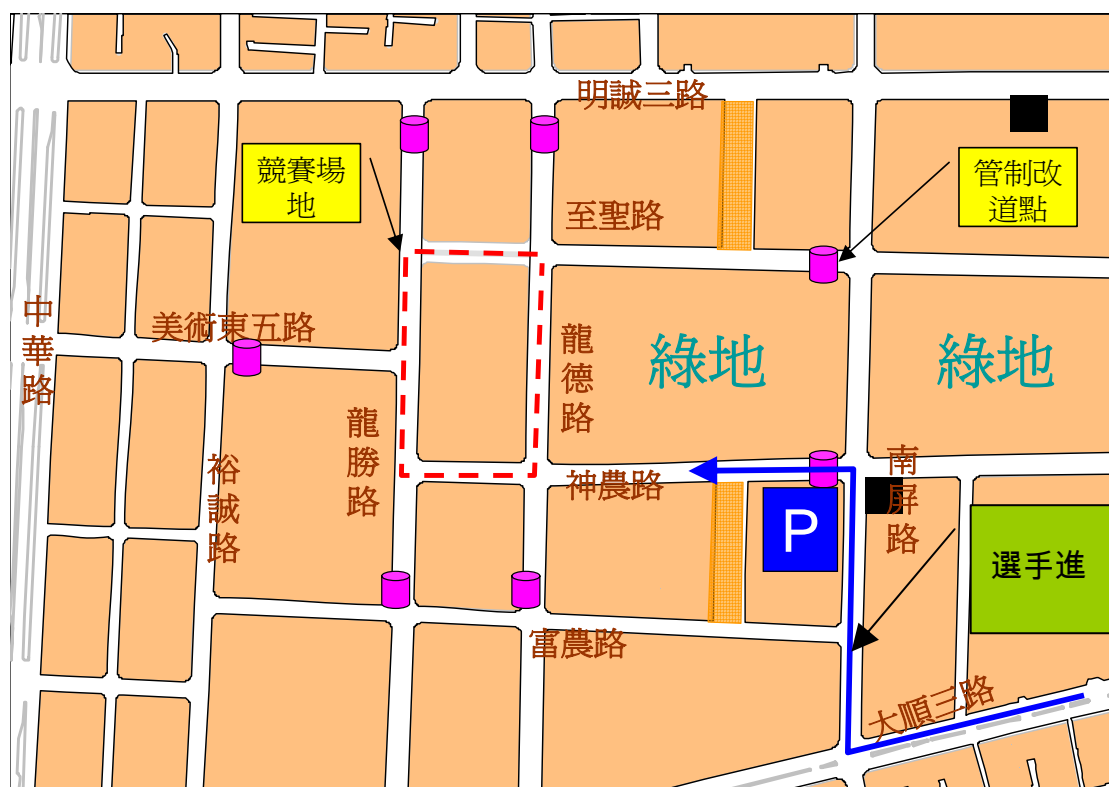 明誠三路
競賽場
地
管制改
道點
至聖路
中華路
美術東五路
龍德路
綠地
綠地
龍勝路
裕誠路
神農路
南屏路
P
選手進
富農路
大順三路